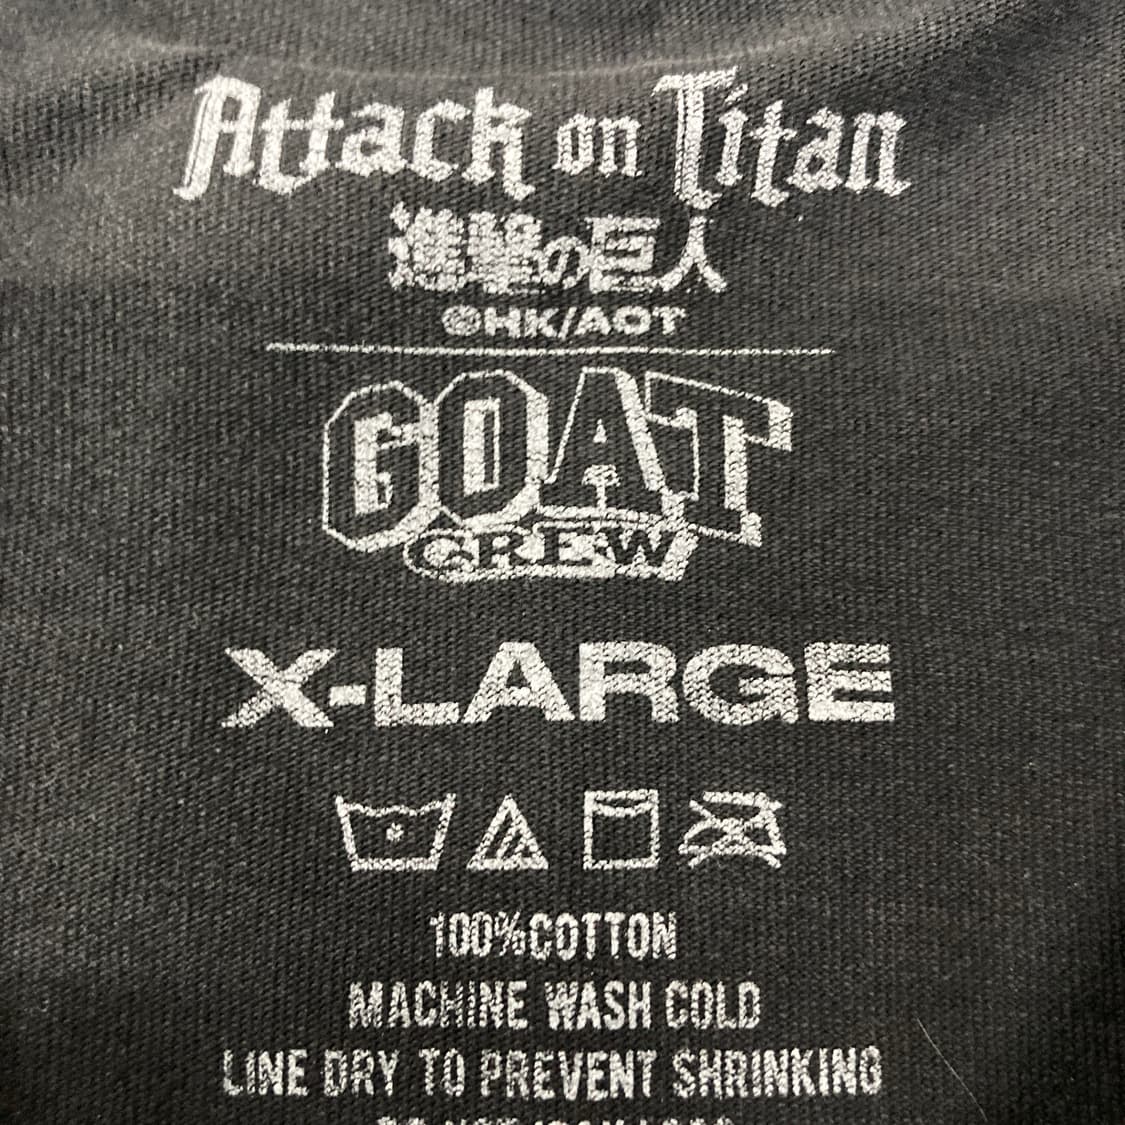 Attack on Titan
進撃の巨人
©HK/AOT
GOAT
CREW
X-LARGE
100%COTTON
MACHINE WASH COLD
LINE DRY TO PREVENT SHRINKING